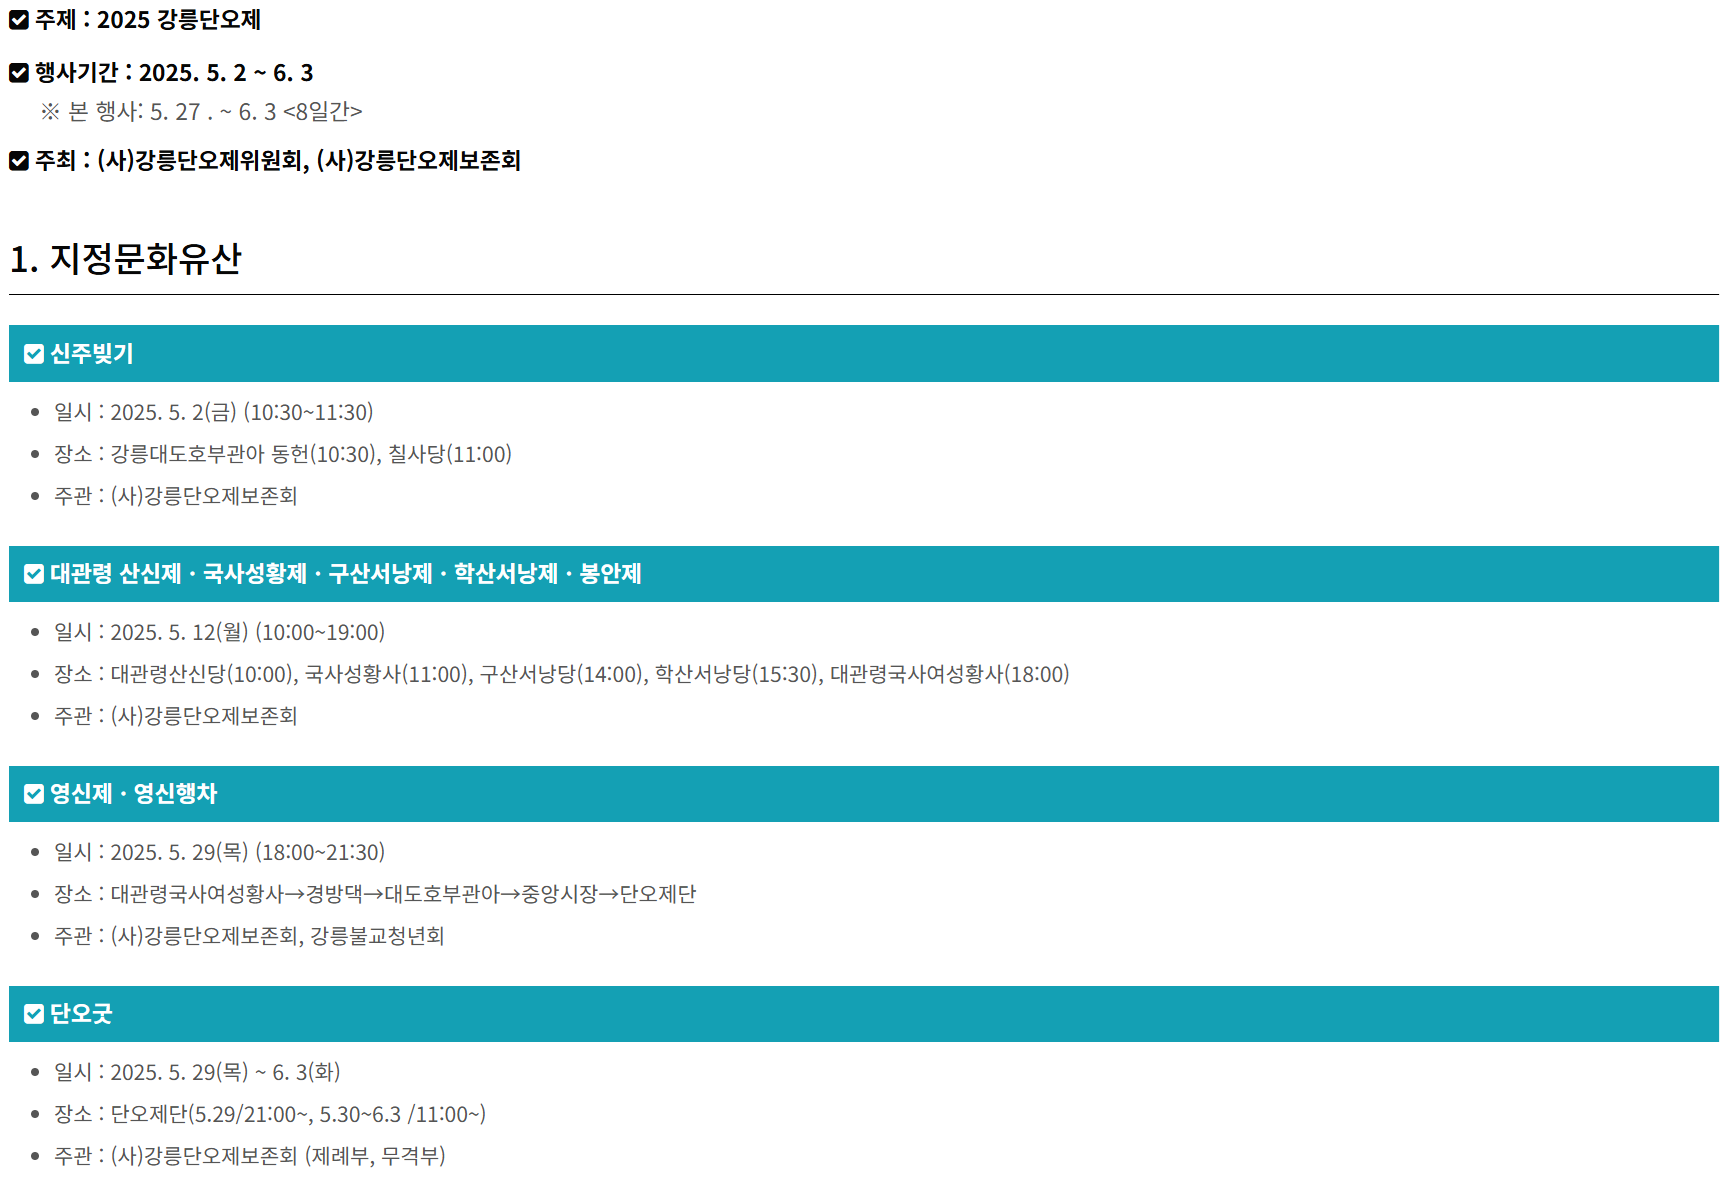 주제 : 2025 강릉단오제
행사기간 : 2025. 5. 2 ~ 6. 3
※ 본 행사: 5. 27 . ~ 6. 3 <8일간>
주최 : (사)강릉단오제위원회, (사)강릉단오제보존회
1. 지정문화유산
신주빚기
• 일시 : 2025. 5. 2(금) (10:30~11:30)
• 장소 : 강릉대도호부관아 동헌(10:30), 칠사당(11:00)
• 주관 : (사)강릉단오제보존회
대관령 산신제 · 국사성황제 · 구산서낭제 · 학산서낭제 · 봉안제
• 일시 : 2025. 5. 12(월) (10:00~19:00)
• 장소 : 대관령산신당(10:00), 국사성황사(11:00), 구산서낭당(14:00), 학산서낭당(15:30), 대관령국사여성황사(18:00)
• 주관 : (사)강릉단오제보존회
영신제 · 영신행차
• 일시 : 2025. 5. 29(목) (18:00~21:30)
• 장소 : 대관령국사여성황사→경방댁→대도호부관아→중앙시장→단오제단
• 주관 : (사)강릉단오제보존회, 강릉불교청년회
단오굿
• 일시 : 2025. 5. 29(목) ~ 6. 3(화)
• 장소 : 단오제단(5.29/21:00~, 5.30~6.3 /11:00~)
• 주관 : (사)강릉단오제보존회 (제례부, 무격부)